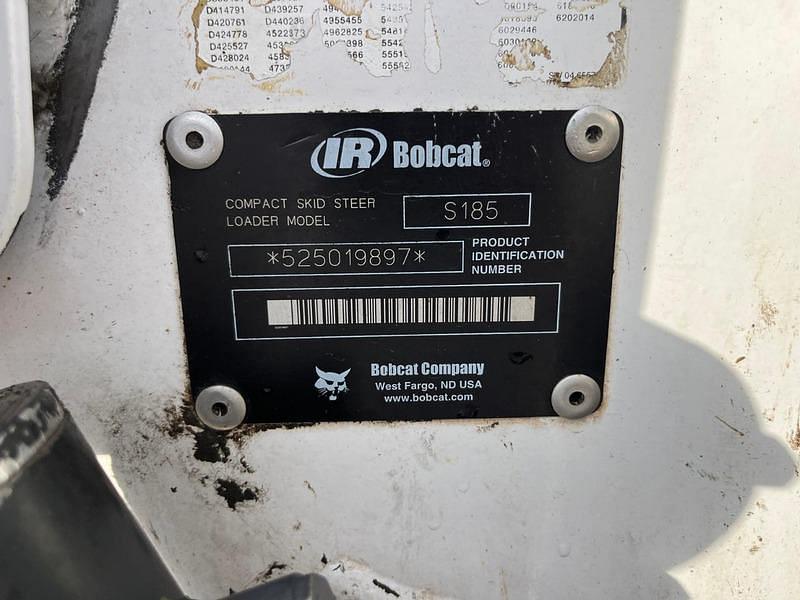 D414791 D439257
D420761 D440236 4955455
D424778 4522373 4962825
D425527
D428024
6202014
6029446
IR Bobcat®
COMPACT SKID STEER
LOADER MODEL
S185
*525019897*
PRODUCT
IDENTIFICATION
NUMBER
Bobcat Company
West Fargo, ND USA
www.bobcat.com